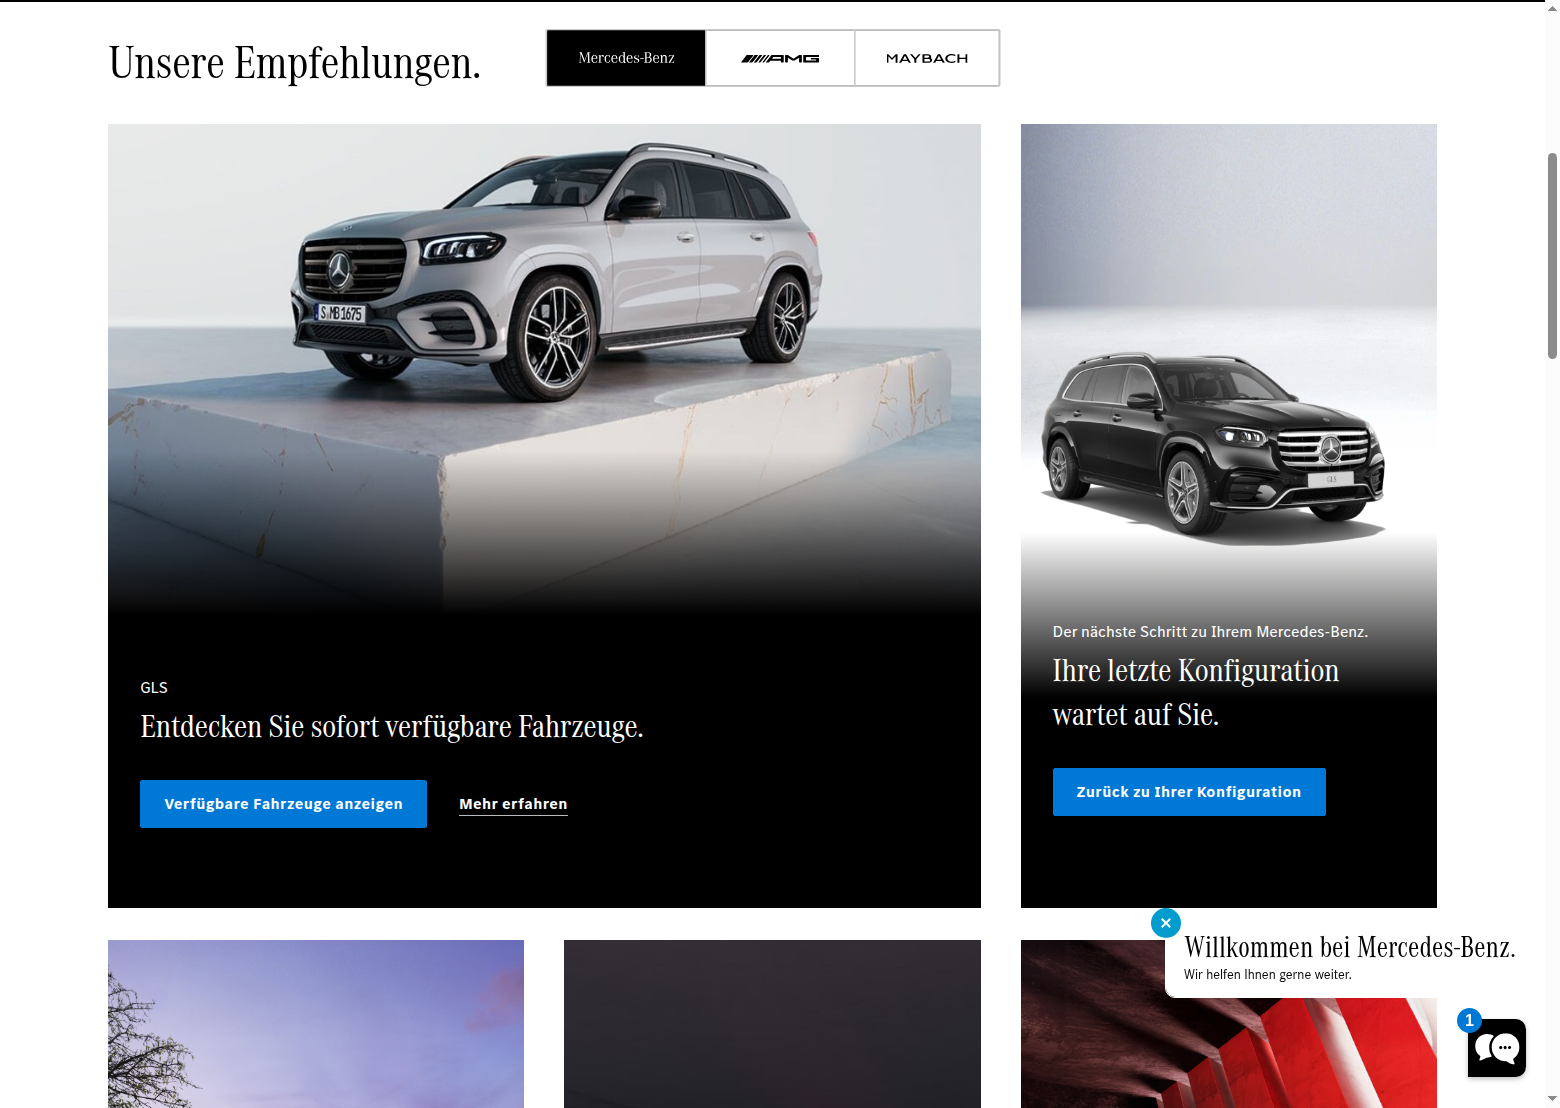 Unsere Empfehlungen.
Mercedes-Benz
AMG
MAYBACH
S MB 1675
GLS
GLS
Entdecken Sie sofort verfügbare Fahrzeuge.
Verfügbare Fahrzeuge anzeigen
Mehr erfahren
Der nächste Schritt zu Ihrem Mercedes-Benz.
Ihre letzte Konfiguration
wartet auf Sie.
Zurück zu Ihrer Konfiguration
Willkommen bei Mercedes-Benz.
Wir helfen Ihnen gerne weiter.
1